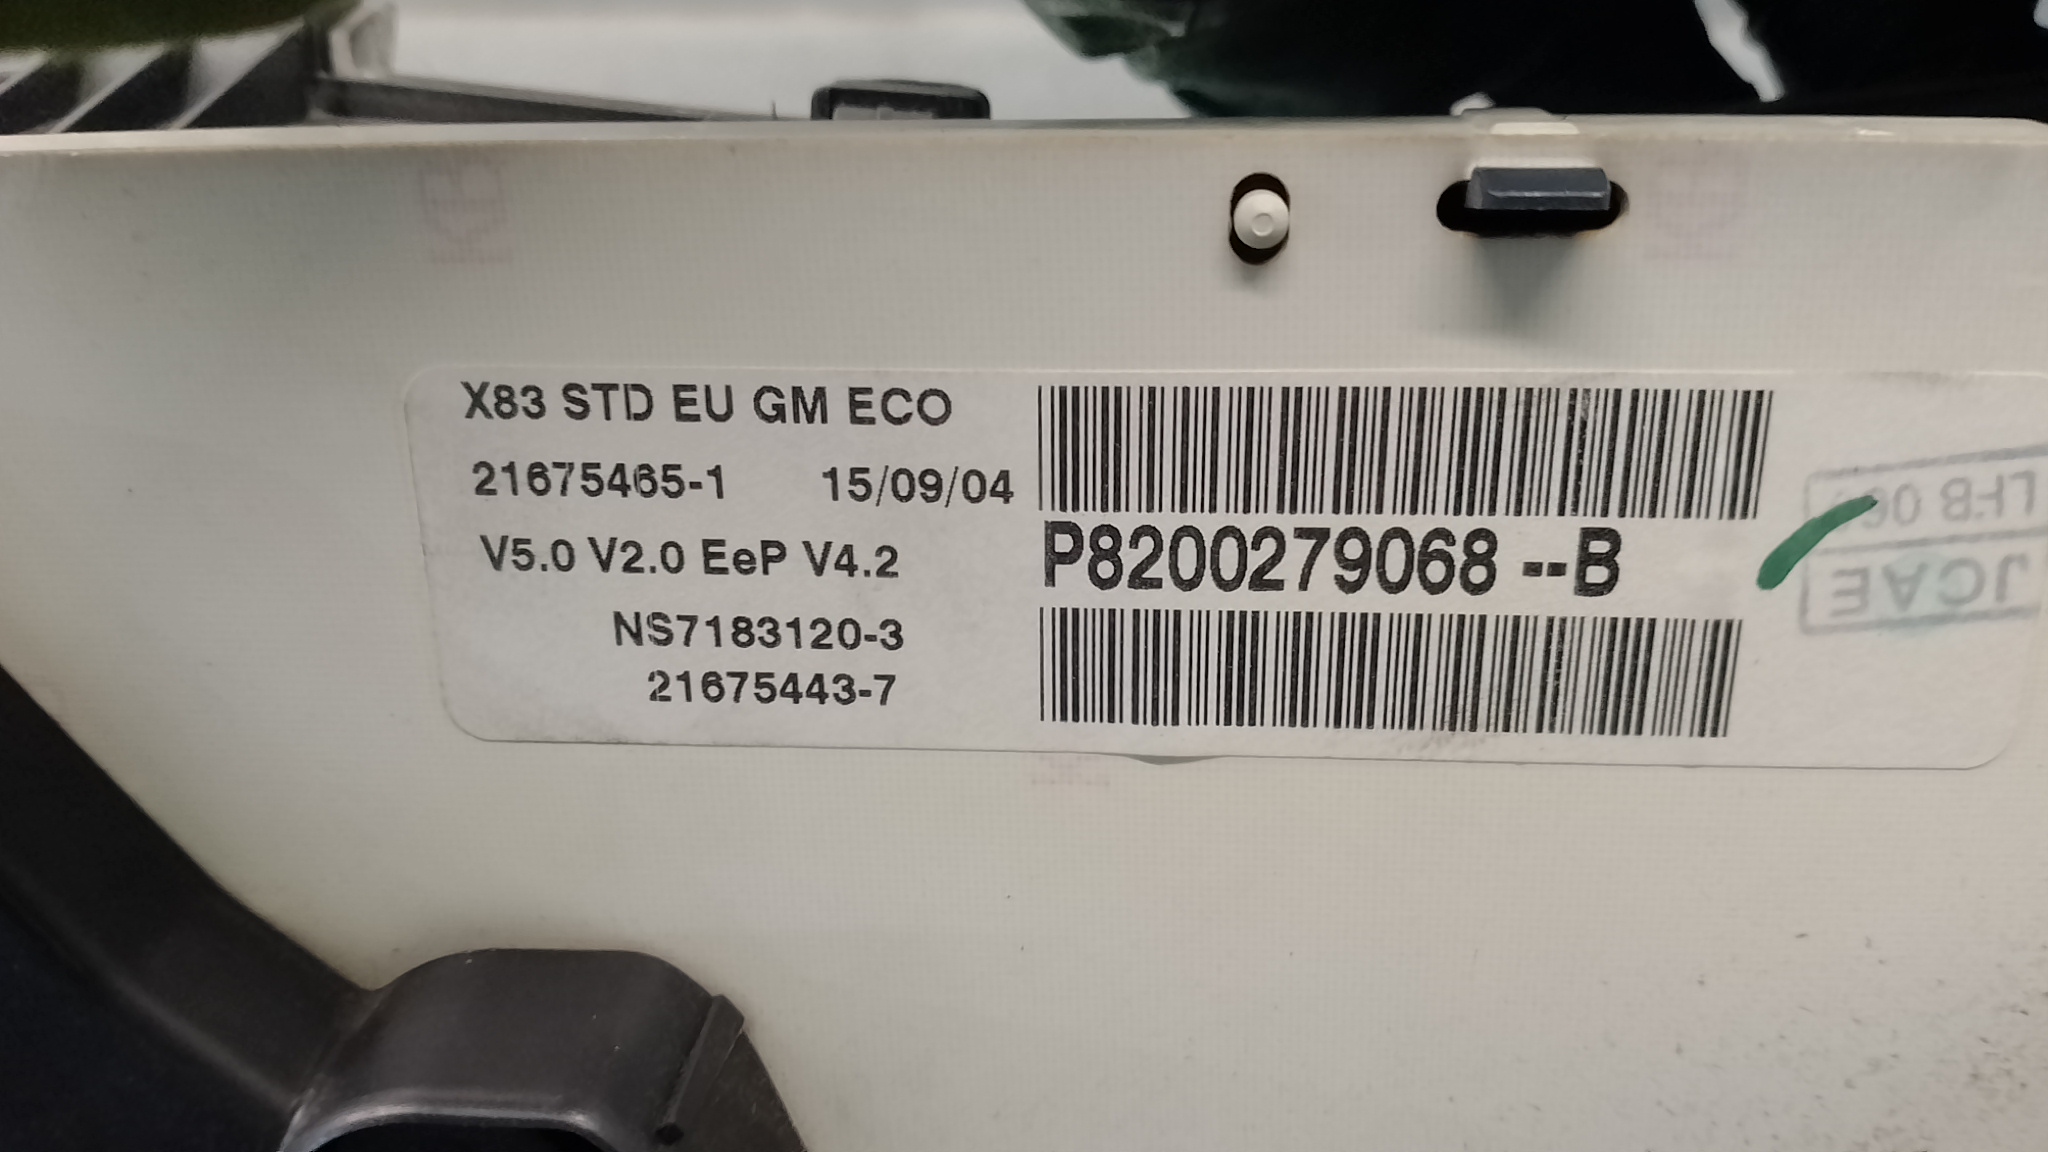 X83 STD EU GM ECO
21675465-1 15/09/04
V5.0 V2.0 EeP V4.2
NS7183120-3
21675443-7
P8200279068--B
JCAE